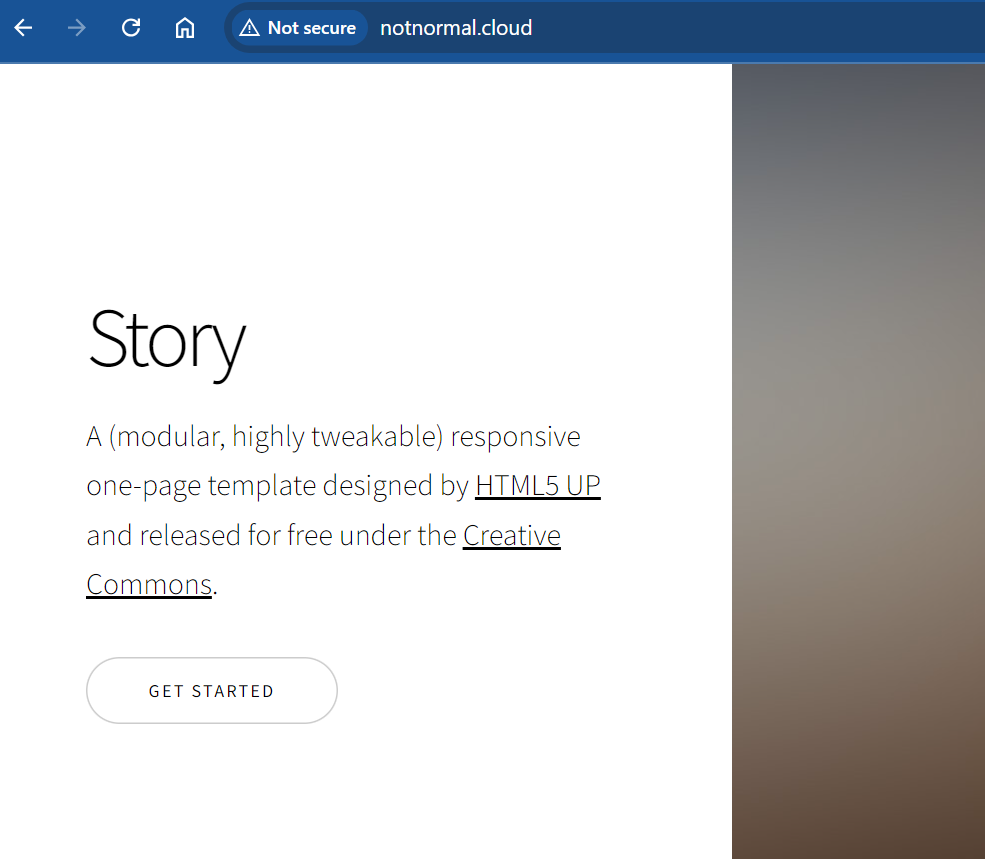 Not secure notnormal.cloud
Story
A (modular, highly tweakable) responsive
one-page template designed by HTML5 UP
and released for free under the Creative
Commons.
GET STARTED